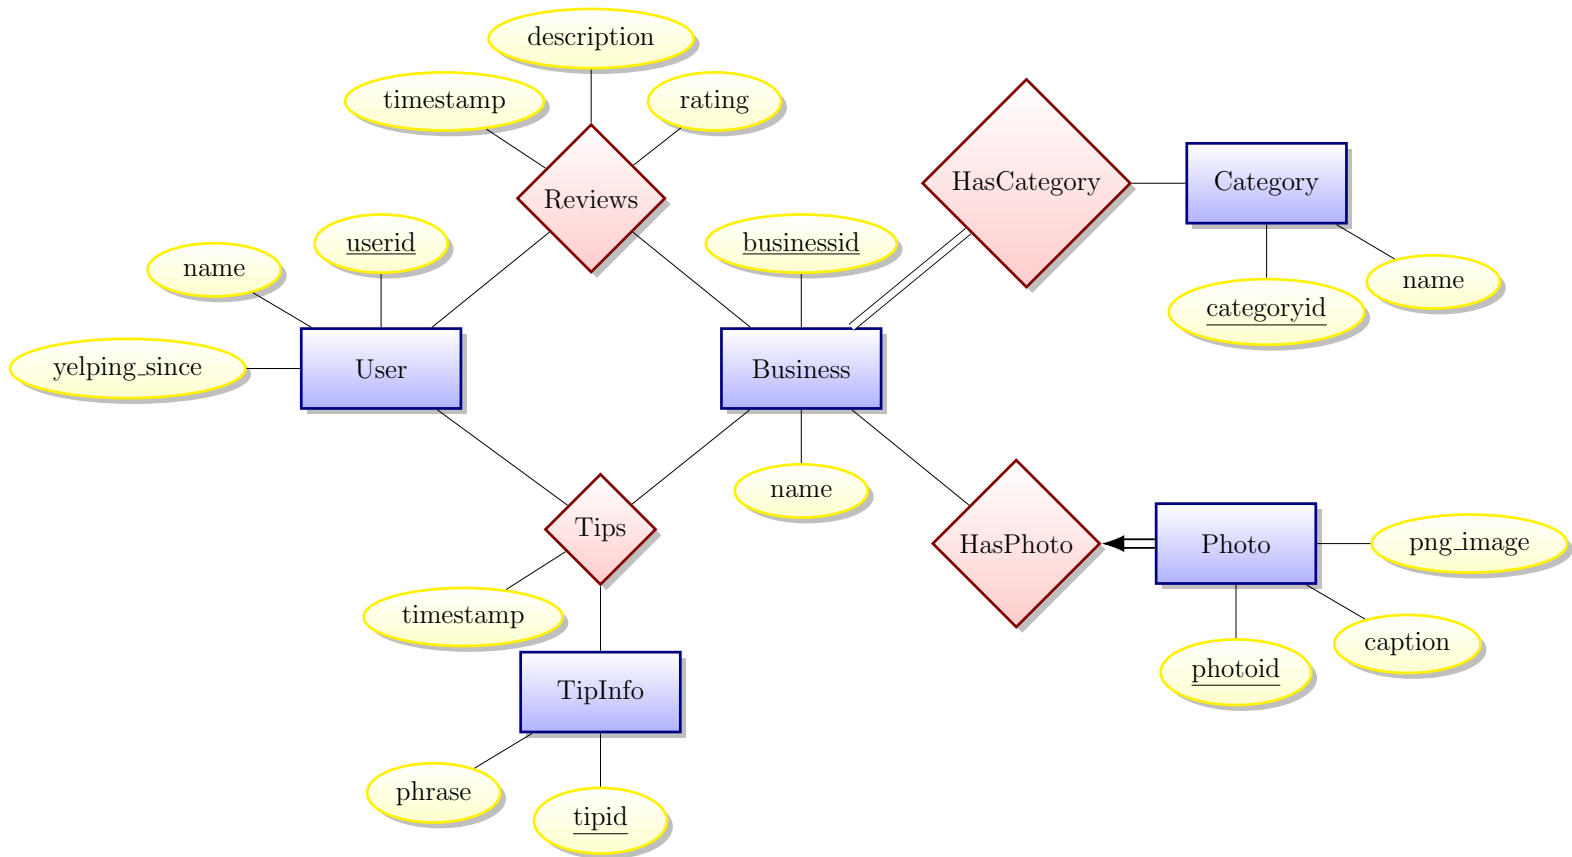 description
timestamp
rating
HasCategory
Category
Reviews
userid
businessid
name
name
categoryid
yelping_since
User
Business
name
Tips
HasPhoto
Photo
png_image
timestamp
caption
photoid
TipInfo
phrase
tipid